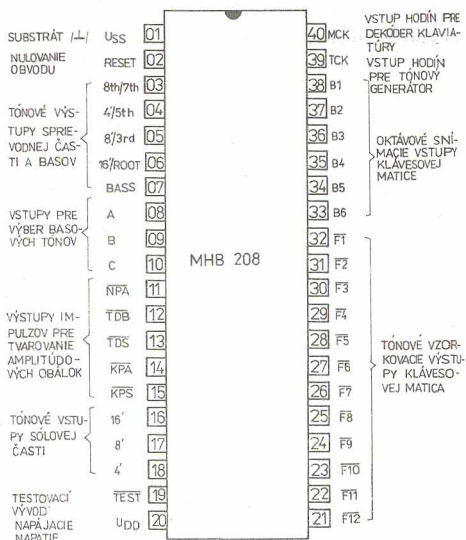 SUBSTRÁT /⊥/ USS 01
NULOVANIE
OBVODU
RESET 02
8th/7th 03
4'/5th 04
8'/3rd 05
16'/ROOT 06
BASS 07
TÓNOVÉ VÝS-
TUPY SPRIE-
VODNEJ ČAS-
TI A BASOV
A 08
B 09
C 10
VSTUPY PRE
VÝBER BASO-
VÝCH TÓNOV
NPA 11
TDB 12
TDS 13
KPA 14
KPS 15
VÝSTUPY IM-
PULZOV PRE
TVAROVANIE
AMPLITÚDO-
VÝCH OBÁLOK
16' 16
8' 17
4' 18
TÓNOVÉ VSTU-
PY SÓLOVEJ
ČASTI
TESTOVACÍ
VÝVOD
TEST 19
NAPÁJACIE
NAPATIE
UDD 20
MHB 208
40 MCK
VSTUP HODÍN PRE
DEKÓDER KLAVIA-
TÚRY
39 TCK
VSTUP HODÍN
PRE TÓNOVÝ
GENERÁTOR
38 B1
37 B2
36 B3
35 B4
34 B5
33 B6
OKTÁVOVÉ SNÍ-
MACIE VSTUPY
KLÁVESOVEJ
MATICE
32 F1
31 F2
30 F3
29 F4
28 F5
27 F6
26 F7
25 F8
24 F9
23 F10
22 F11
21 F12
TÓNOVÉ VZOR-
KOVACIE VÝSTU-
PY KLÁVESO-
VEJ MATICA